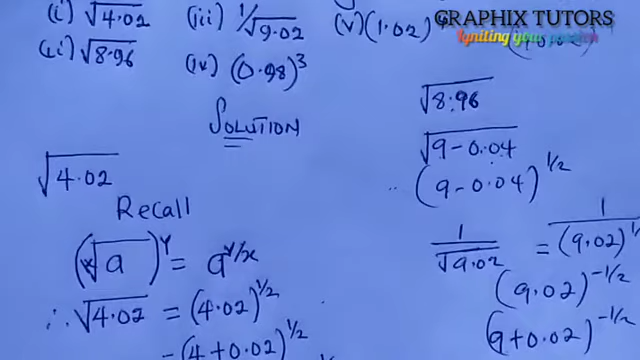 (i) √4.02
(iii) 1/√9.02
(v) (1.02)
GRAPHIX TUTORS
Igniting your
(ii) √8.96
(iv) (0.98)³
SOLUTION
√4.02
Recall
(ˣ√a)ʸ = a^(y/x)
∴ √4.02 = (4.02)^(1/2)
= (4 + 0.02)^(1/2)
√8.96
√9 - 0.04
(9 - 0.04)^(1/2)
1/√9.02 = 1/(9.02)
(9.02)^(-1/2)
(9 + 0.02)^(-1/2)